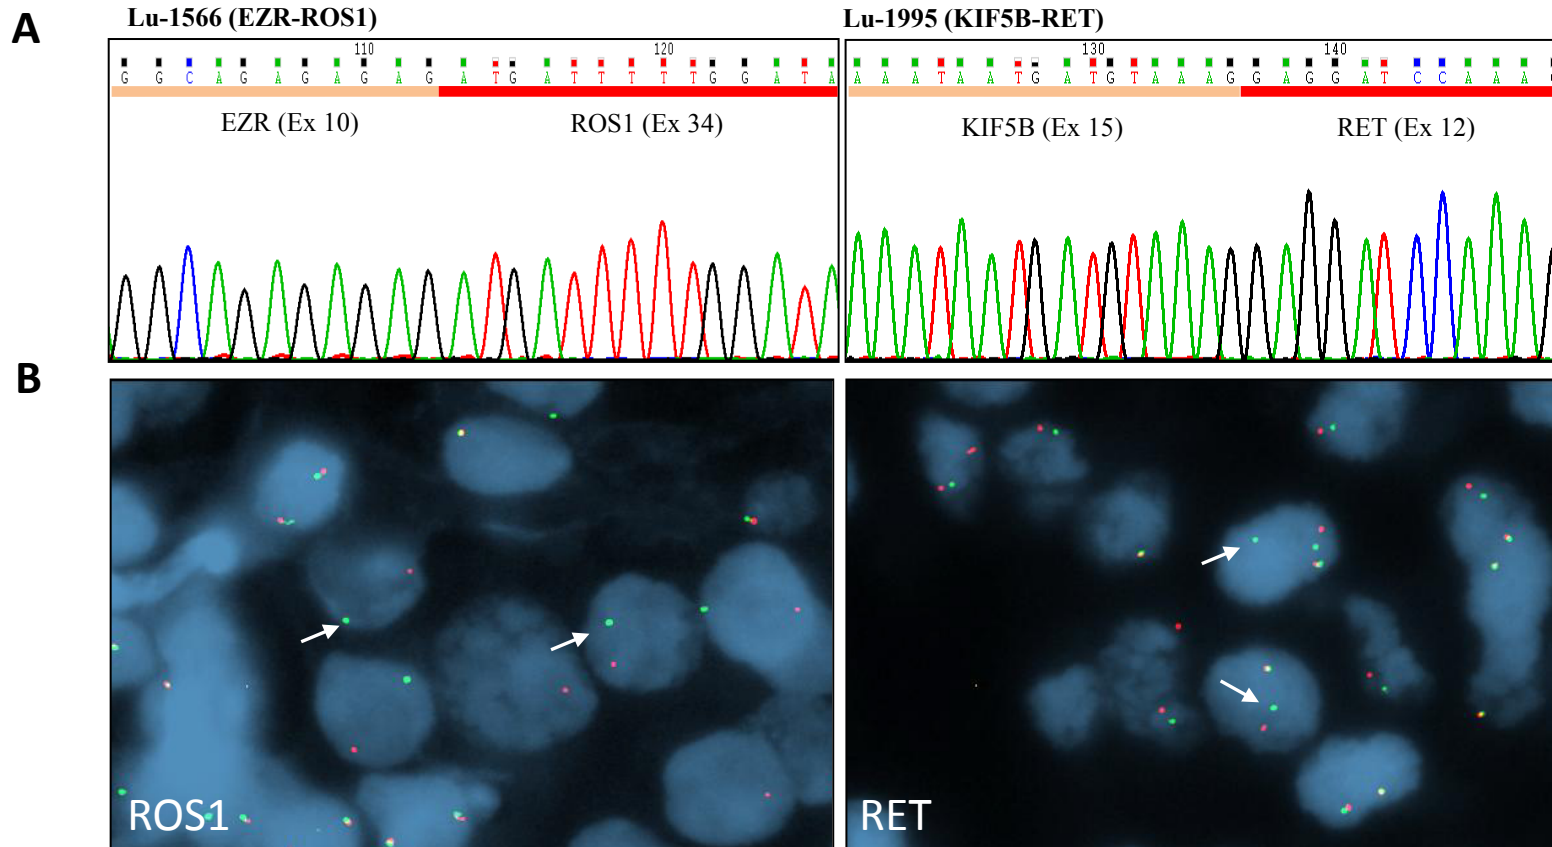 A
Lu-1566 (EZR-ROS1)
110 120
G G C A G A G A G A G A T G A T T T T T G G A T A
EZR (Ex 10) ROS1 (Ex 34)
Lu-1995 (KIF5B-RET)
130 140
A A A T A A T G A T G T A A A G G A G G A T C C A A A
KIF5B (Ex 15) RET (Ex 12)
B
ROS1
RET